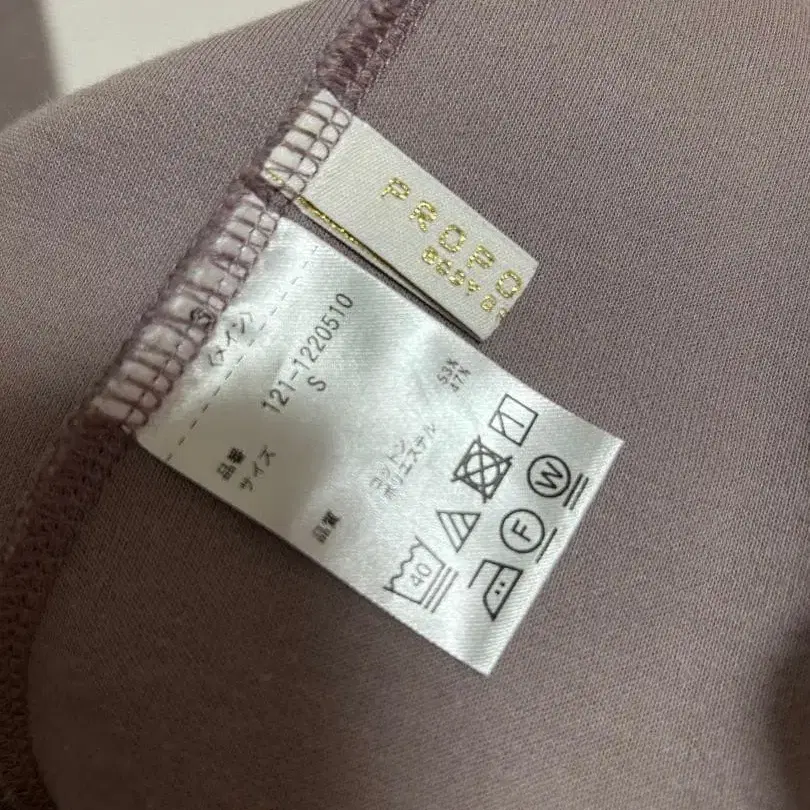 PROPO
〈メイン〉
品番 121-1220510
サイズ S
品質
コットン 53%
ポリエステル 47%
40
F
W